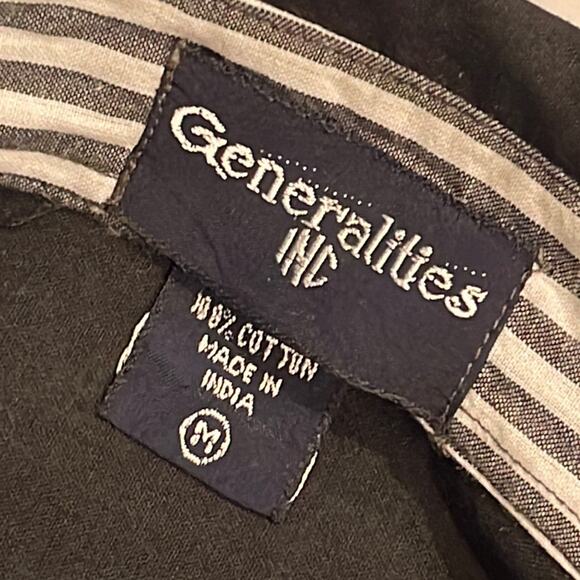 Generalities
INC
100% COTTON
MADE IN
INDIA
M